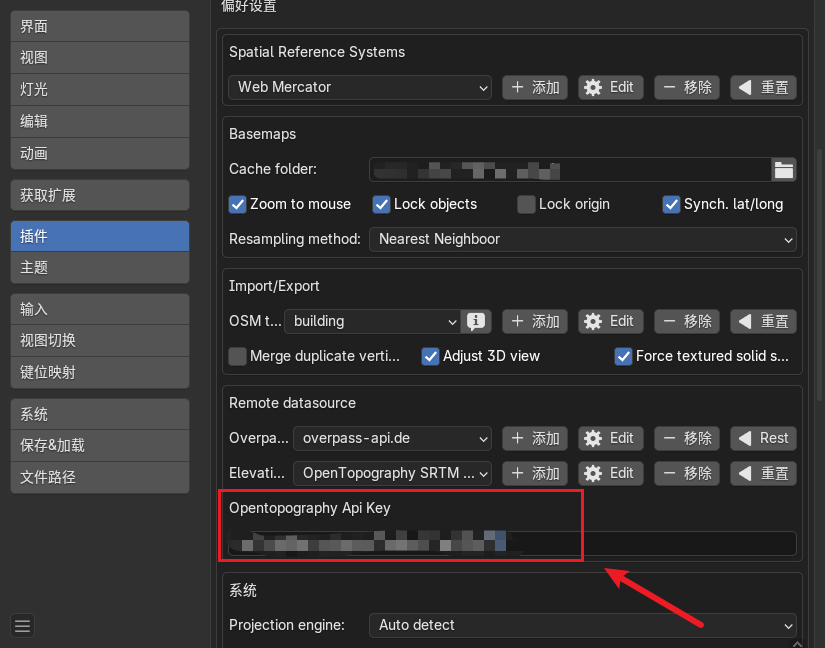 偏好设置
界面
视图
灯光
编辑
动画
获取扩展
插件
主题
输入
视图切换
键位映射
系统
保存&加载
文件路径
Spatial Reference Systems
Web Mercator + 添加 Edit − 移除 重置
Basemaps
Cache folder:
Zoom to mouse Lock objects Lock origin Synch. lat/long
Resampling method: Nearest Neighboor
Import/Export
OSM t... building + 添加 Edit − 移除 重置
Merge duplicate verti... Adjust 3D view Force textured solid s...
Remote datasource
Overpa... overpass-api.de + 添加 Edit − 移除 Rest
Elevati... OpenTopography SRTM ... + 添加 Edit − 移除 重置
Opentopography Api Key
系统
Projection engine: Auto detect